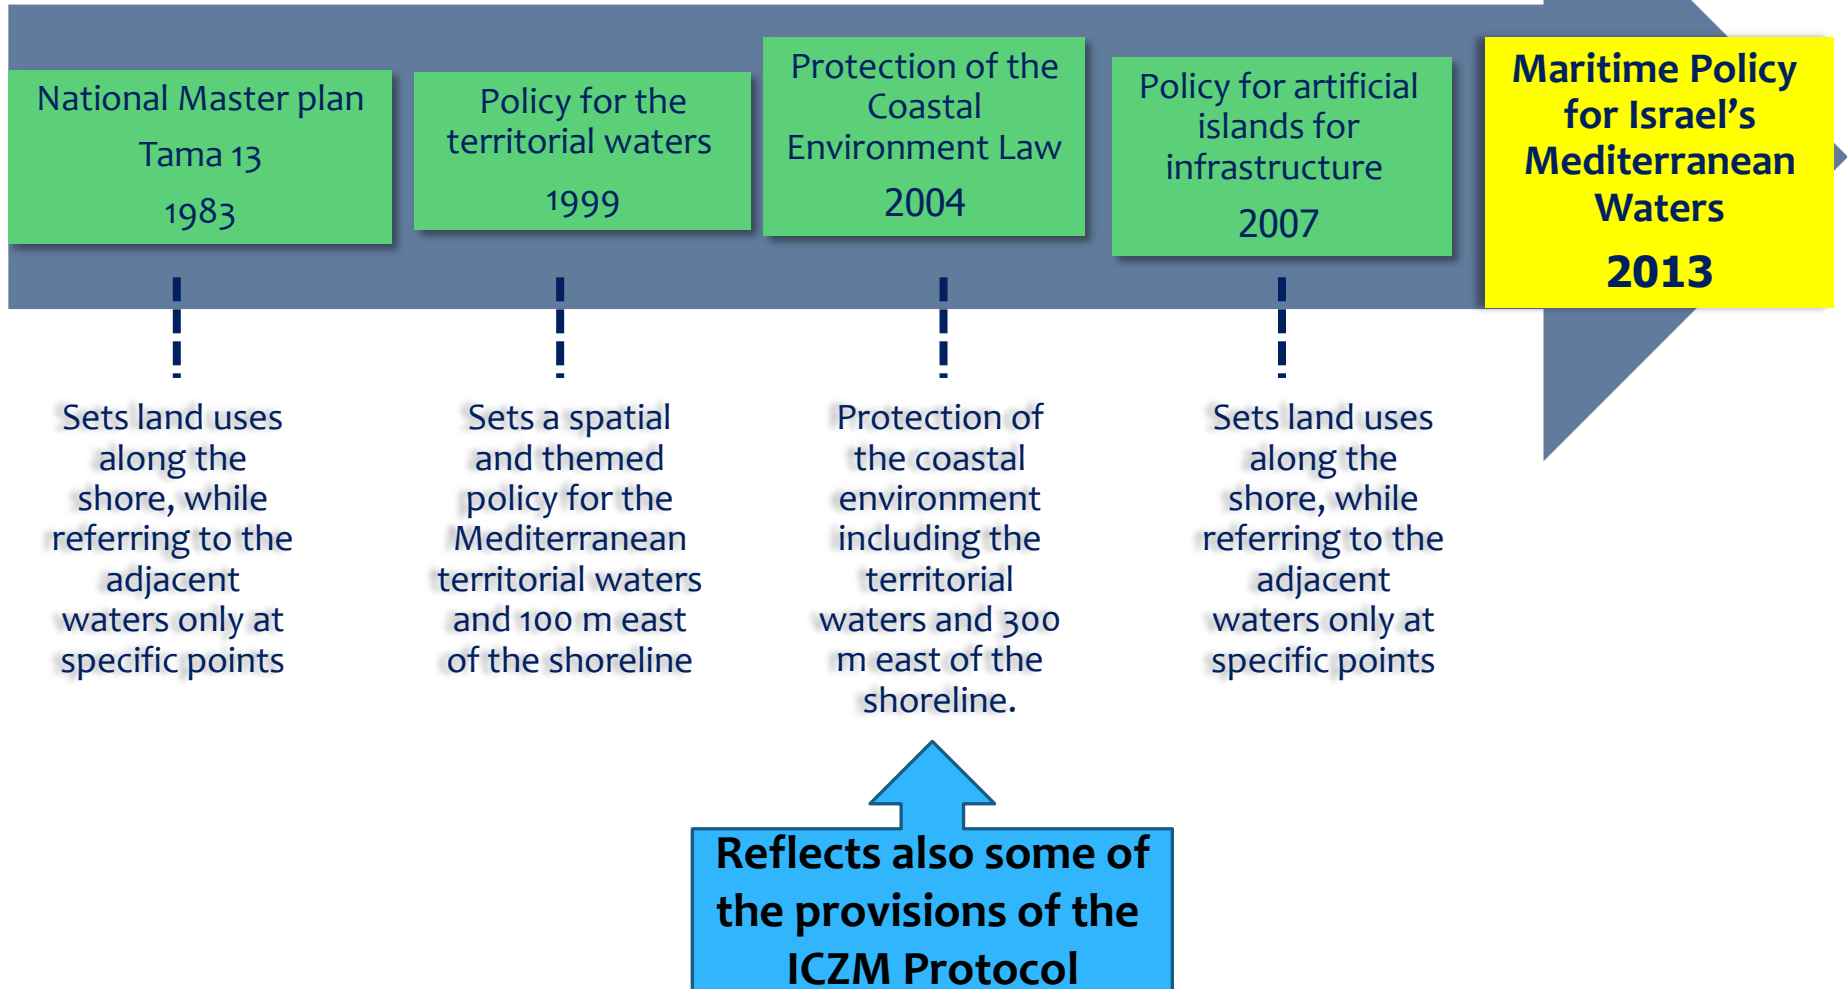 National Master plan
Tama 13
1983
Policy for the
territorial waters
1999
Protection of the
Coastal
Environment Law
2004
Policy for artificial
islands for
infrastructure
2007
Maritime Policy
for Israel’s
Mediterranean
Waters
2013
Sets land uses
along the
shore, while
referring to the
adjacent
waters only at
specific points
Sets a spatial
and themed
policy for the
Mediterranean
territorial waters
and 100 m east
of the shoreline
Protection of
the coastal
environment
including the
territorial
waters and 300
m east of the
shoreline.
Sets land uses
along the
shore, while
referring to the
adjacent
waters only at
specific points
Reflects also some of
the provisions of the
ICZM Protocol